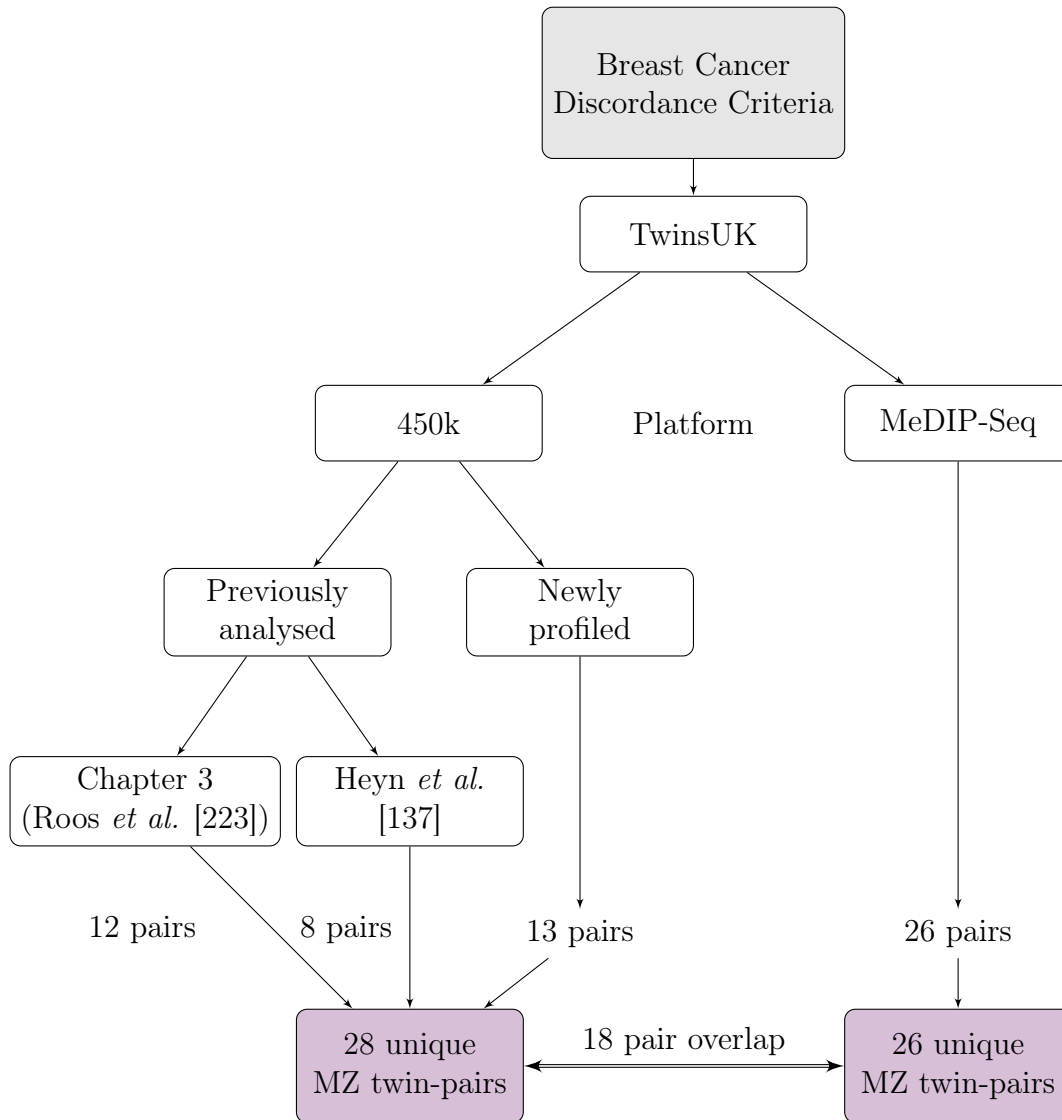 Breast Cancer
Discordance Criteria
TwinsUK
450k
Platform
MeDIP-Seq
Previously
analysed
Newly
profiled
Chapter 3
(Roos et al. [223])
Heyn et al.
[137]
12 pairs
8 pairs
13 pairs
26 pairs
28 unique
MZ twin-pairs
18 pair overlap
26 unique
MZ twin-pairs